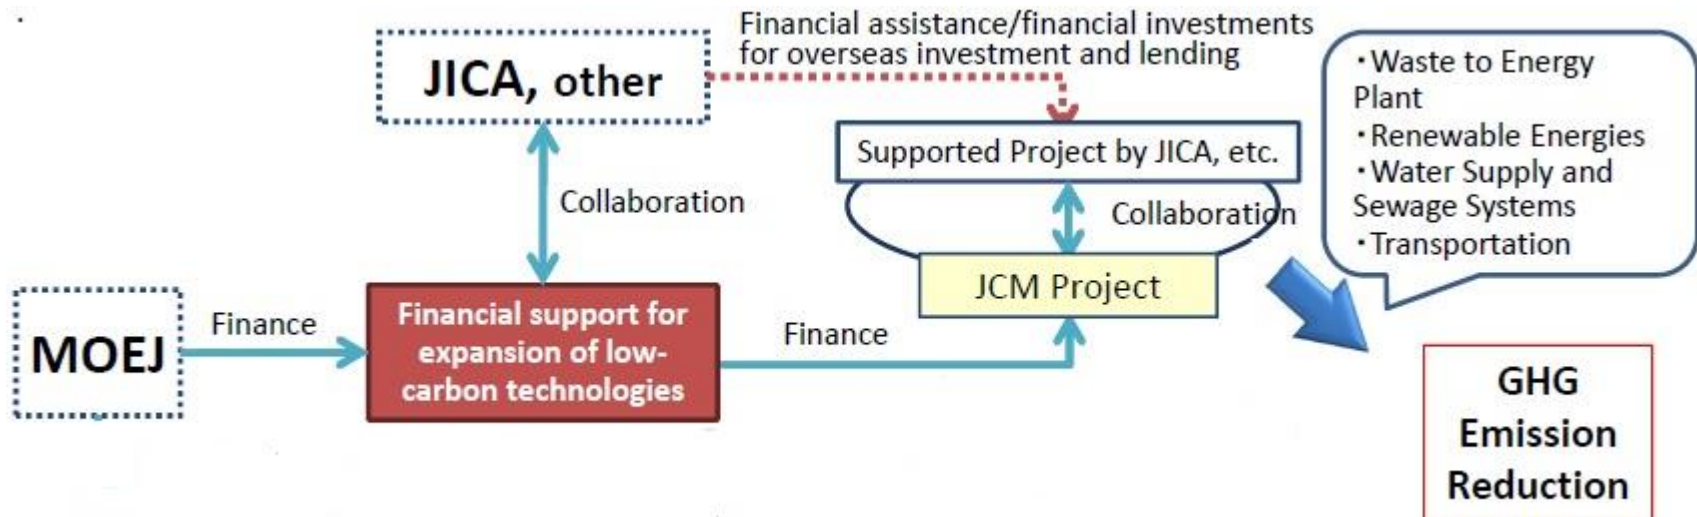 Financial assistance/financial investments
for overseas investment and lending
JICA, other
・Waste to Energy
Plant
・Renewable Energies
・Water Supply and
Sewage Systems
・Transportation
Supported Project by JICA, etc.
Collaboration
Collaboration
JCM Project
MOEJ
Finance
Financial support for
expansion of low-
carbon technologies
Finance
GHG
Emission
Reduction